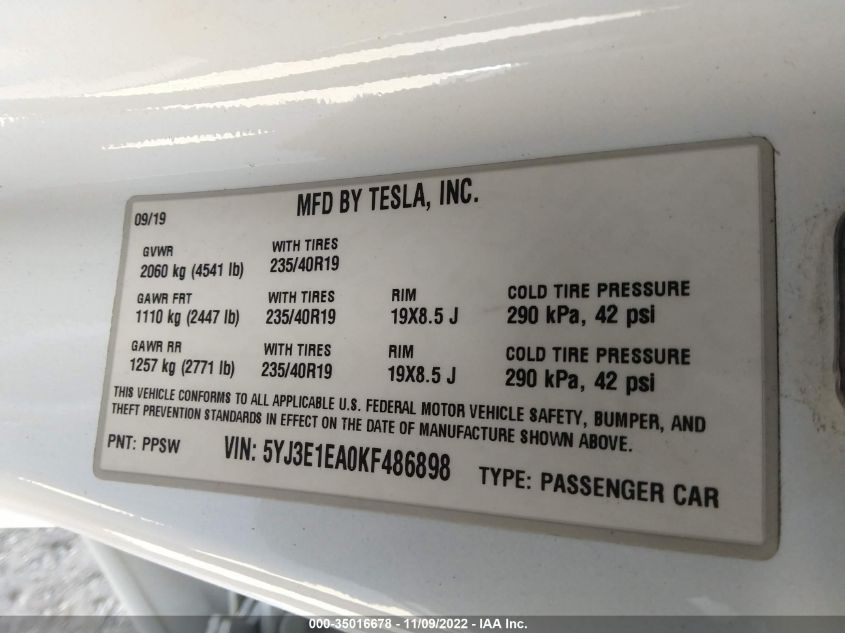 MFD BY TESLA, INC.
09/19
GVWR WITH TIRES
2060 kg (4541 lb) 235/40R19
GAWR FRT WITH TIRES RIM COLD TIRE PRESSURE
1110 kg (2447 lb) 235/40R19 19X8.5 J 290 kPa, 42 psi
GAWR RR WITH TIRES RIM COLD TIRE PRESSURE
1257 kg (2771 lb) 235/40R19 19X8.5 J 290 kPa, 42 psi
THIS VEHICLE CONFORMS TO ALL APPLICABLE U.S. FEDERAL MOTOR VEHICLE SAFETY, BUMPER, AND
THEFT PREVENTION STANDARDS IN EFFECT ON THE DATE OF MANUFACTURE SHOWN ABOVE.
PNT: PPSW VIN: 5YJ3E1EA0KF486898 TYPE: PASSENGER CAR
000-35016678 - 11/09/2022 - IAA Inc.